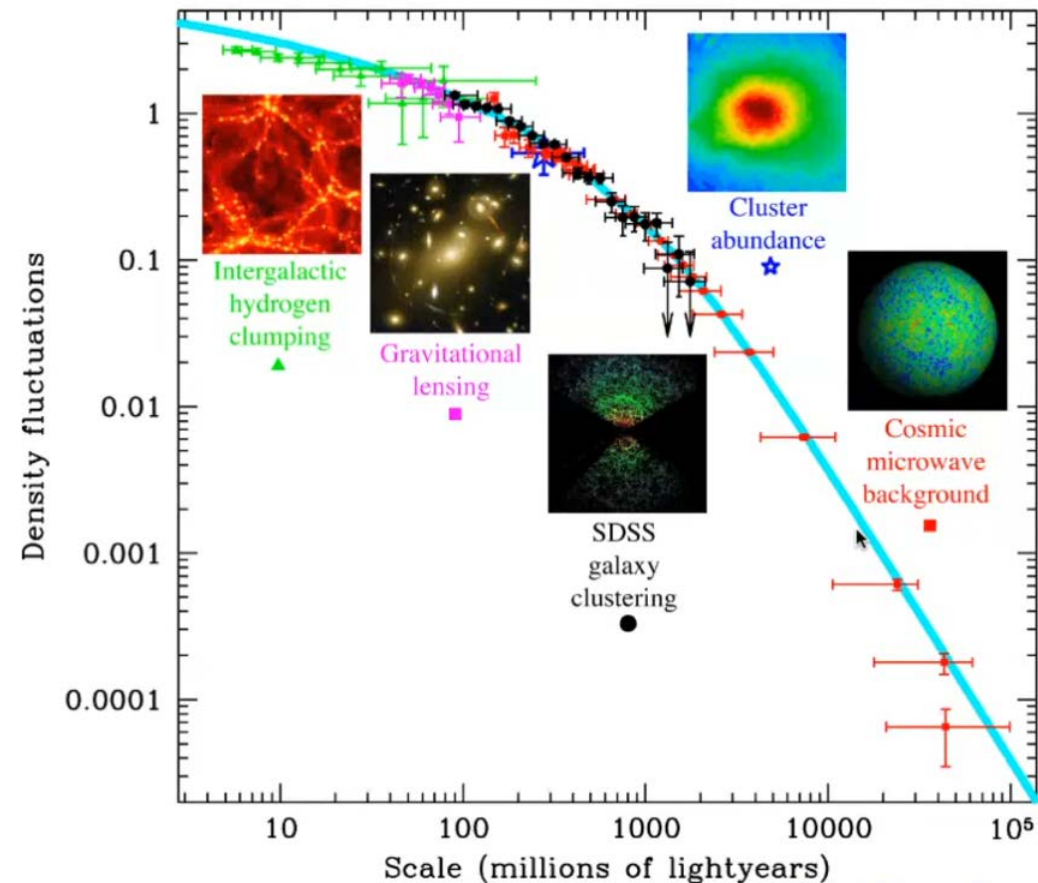 Density fluctuations
1
0.1
0.01
0.001
0.0001
Intergalactic
hydrogen
clumping
Gravitational
lensing
SDSS
galaxy
clustering
Cluster
abundance
Cosmic
microwave
background
10
100
1000
10000
10⁵
Scale (millions of lightyears)